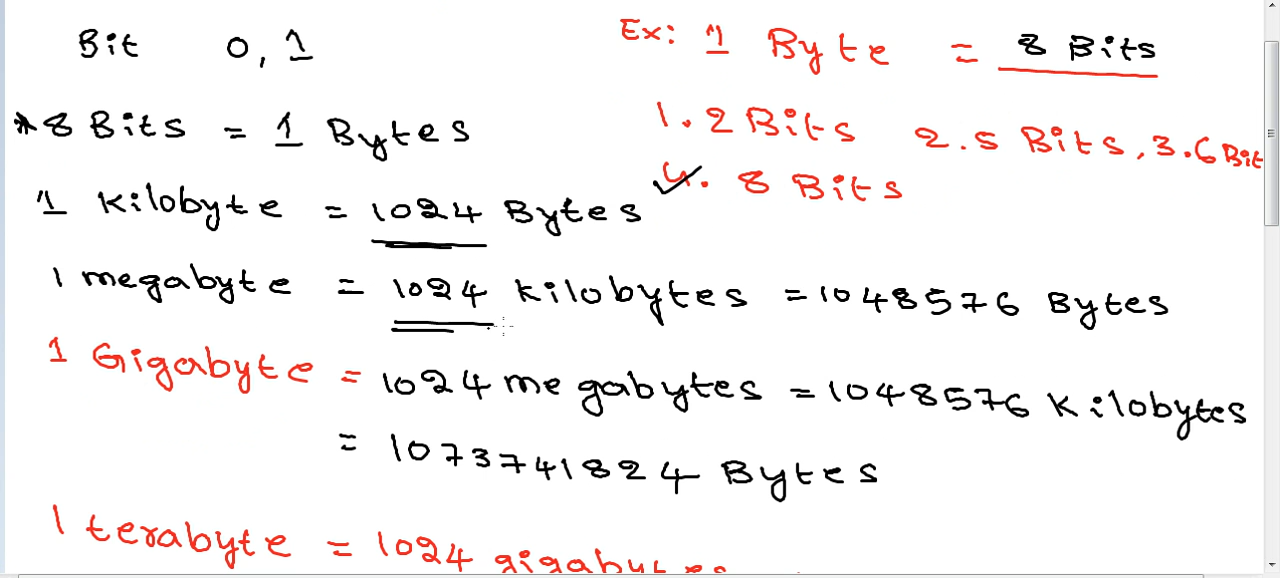 Bit 0, 1
* 8 Bits = 1 Bytes
1 Kilobyte = 1024 Bytes
1 megabyte = 1024 kilobytes = 1048576 Bytes
1 Gigabyte = 1024 megabytes = 1048576 Kilobytes
= 1073741824 Bytes
1 terabyte = 1024 gigabytes
Ex: 1 Byte = 8 Bits
1. 2 Bits 2. 5 Bits, 3. 6 Bit
4. 8 Bits